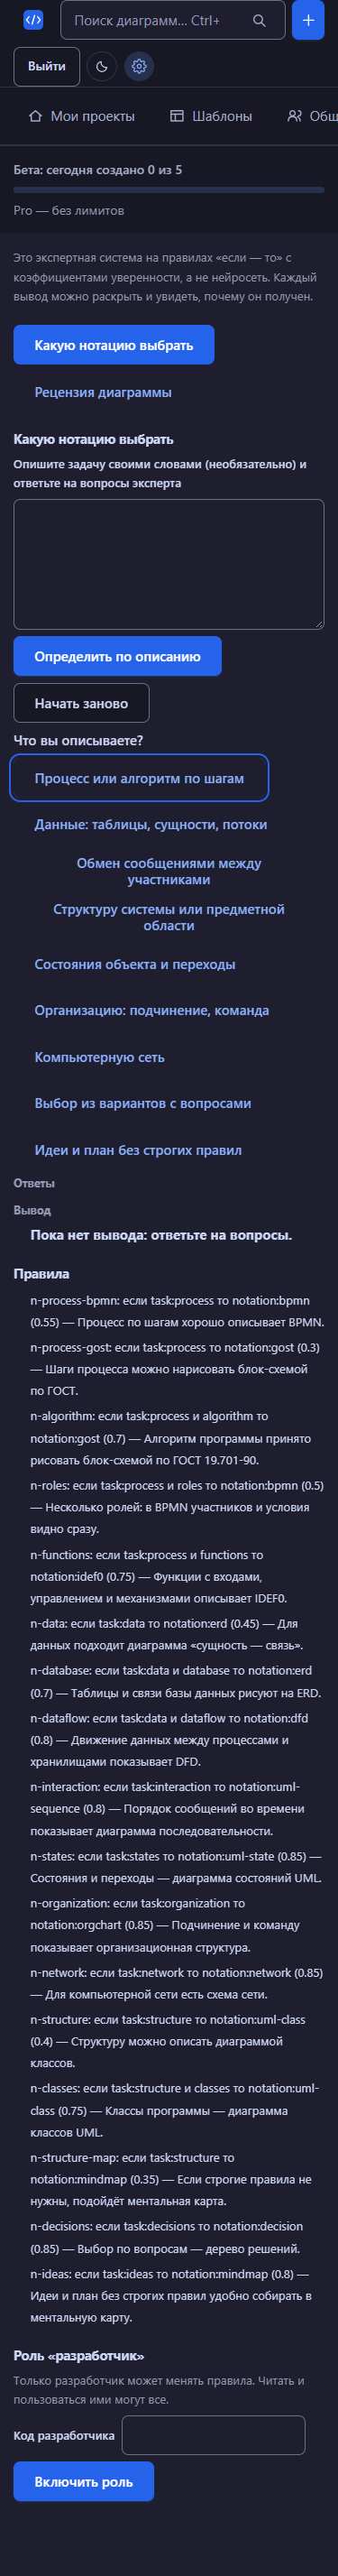 Поиск диаграмм... Ctrl+
Выйти
Мои проекты
Шаблоны
Общ
Бета: сегодня создано 0 из 5
Pro — без лимитов
Это экспертная система на правилах «если — то» с
коэффициентами уверенности, а не нейросеть. Каждый
вывод можно раскрыть и увидеть, почему он получен.
Какую нотацию выбрать
Рецензия диаграммы
Какую нотацию выбрать
Опишите задачу своими словами (необязательно) и
ответьте на вопросы эксперта
Определить по описанию
Начать заново
Что вы описываете?
Процесс или алгоритм по шагам
Данные: таблицы, сущности, потоки
Обмен сообщениями между
участниками
Структуру системы или предметной
области
Состояния объекта и переходы
Организацию: подчинение, команда
Компьютерную сеть
Выбор из вариантов с вопросами
Идеи и план без строгих правил
Ответы
Вывод
Пока нет вывода: ответьте на вопросы.
Правила
n-process-bpmn: если task:process то notation:bpmn
(0.55) — Процесс по шагам хорошо описывает BPMN.
n-process-gost: если task:process то notation:gost (0.3)
— Шаги процесса можно нарисовать блок-схемой
по ГОСТ.
n-algorithm: если task:process и algorithm то
notation:gost (0.7) — Алгоритм программы принято
рисовать блок-схемой по ГОСТ 19.701-90.
n-roles: если task:process и roles то notation:bpmn (0.5)
— Несколько ролей: в BPMN участников и условия
видно сразу.
n-functions: если task:process и functions то
notation:idef0 (0.75) — Функции с входами,
управлением и механизмами описывает IDEF0.
n-data: если task:data то notation:erd (0.45) — Для
данных подходит диаграмма «сущность — связь».
n-database: если task:data и database то notation:erd
(0.7) — Таблицы и связи базы данных рисуют на ERD.
n-dataflow: если task:data и dataflow то notation:dfd
(0.8) — Движение данных между процессами и
хранилищами показывает DFD.
n-interaction: если task:interaction то notation:uml-
sequence (0.8) — Порядок сообщений во времени
показывает диаграмма последовательности.
n-states: если task:states то notation:uml-state (0.85) —
Состояния и переходы — диаграмма состояний UML.
n-organization: если task:organization то
notation:orgchart (0.85) — Подчинение и команду
показывает организационная структура.
n-network: если task:network то notation:network (0.85)
— Для компьютерной сети есть схема сети.
n-structure: если task:structure то notation:uml-class
(0.4) — Структуру можно описать диаграммой
классов.
n-classes: если task:structure и classes то notation:uml-
class (0.75) — Классы программы — диаграмма
классов UML.
n-structure-map: если task:structure то
notation:mindmap (0.35) — Если строгие правила не
нужны, подойдёт ментальная карта.
n-decisions: если task:decisions то notation:decision
(0.85) — Выбор по вопросам — дерево решений.
n-ideas: если task:ideas то notation:mindmap (0.8) —
Идеи и план без строгих правил удобно собирать в
ментальную карту.
Роль «разработчик»
Только разработчик может менять правила. Читать и
пользоваться ими могут все.
Код разработчика
Включить роль